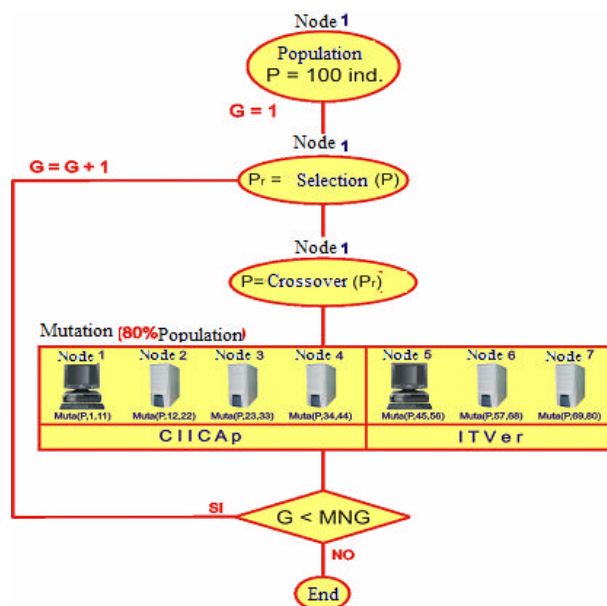 Node 1
Population
P = 100 ind.
G = 1
Node 1
G = G + 1
Pr = Selection (P)
Node 1
P=Crossover (Pr)
Mutation (80%Population)
Node 1 Node 2 Node 3 Node 4 Node 5 Node 6 Node 7
Muta(P,1,11) Muta(P,12,22) Muta(P,23,33) Muta(P,34,44) Muta(P,45,56) Muta(P,57,68) Muta(P,69,80)
CIICAp ITVer
SI
G < MNG
NO
End